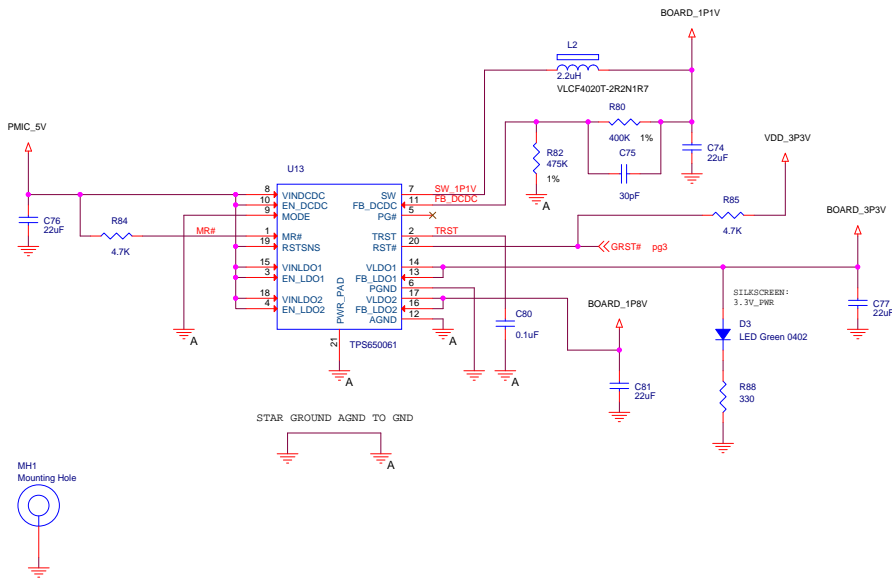 BOARD_1P1V
L2
2.2uH
VLCF4020T-2R2N1R7
R80
400K 1%
C75
30pF
R82
475K
1%
A
C74
22uF
VDD_3P3V
PMIC_5V
U13
R85
4.7K
BOARD_3P3V
C76
22uF
R84
4.7K
MR#
8 VINDCDC
10 EN_DCDC
9 MODE
1 MR#
19 RSTSNS
15 VINLDO1
3 EN_LDO1
18 VINLDO2
4 EN_LDO2
SW 7 SW_1P1V
FB_DCDC 11 FB_DCDC
PG# 5
TRST 2 TRST
RST# 20
VLDO1 14
FB_LDO1 13
PGND 6
VLDO2 17
FB_LDO2 16
AGND 12
PWR_PAD
21
TPS650061
GRST# pg3
SILKSCREEN:
3.3V_PWR
D3
LED Green 0402
C77
22uF
BOARD_1P8V
C80
0.1uF
A
A
A
A
C81
22uF
R88
330
STAR GROUND AGND TO GND
A
MH1
Mounting Hole